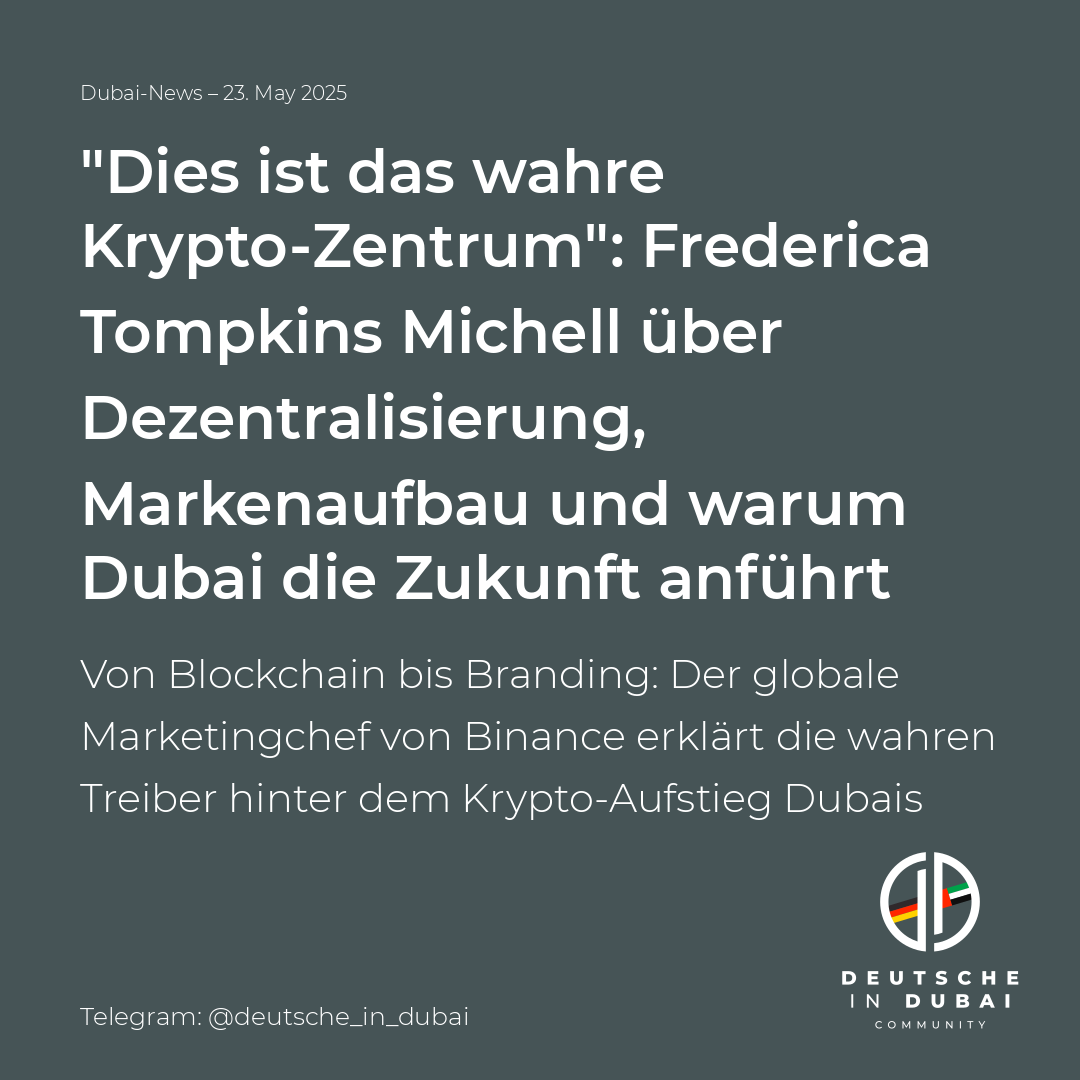 Dubai-News – 23. May 2025
"Dies ist das wahre
Krypto-Zentrum": Frederica
Tompkins Michell über
Dezentralisierung,
Markenaufbau und warum
Dubai die Zukunft anführt
Von Blockchain bis Branding: Der globale
Marketingchef von Binance erklärt die wahren
Treiber hinter dem Krypto-Aufstieg Dubais
DEUTSCHE
IN DUBAI
COMMUNITY
Telegram: @deutsche_in_dubai